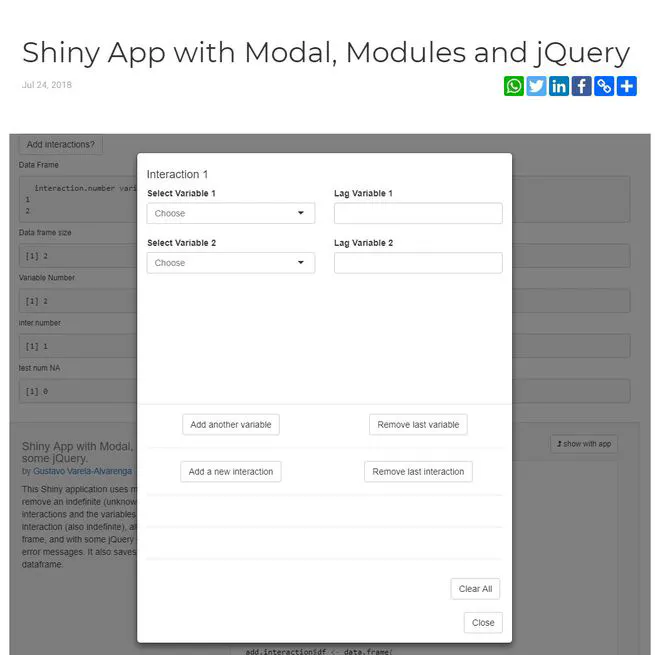 Shiny App with Modal, Modules and jQuery
Jul 24, 2018
Add interactions?
Data Frame
interaction.number vari
1
2
Data frame size
[1] 2
Variable Number
[1] 2
inter number
[1] 1
test num NA
[1] 0
Interaction 1
Select Variable 1 Lag Variable 1
Choose
Select Variable 2 Lag Variable 2
Choose
Add another variable Remove last variable
Add a new interaction Remove last interaction
Clear All
Close
Shiny App with Modal,
some jQuery.
by Gustavo Varela-Alvarenga
show with app
This Shiny application uses m
remove an indefinite (unknow
interactions and the variables
interaction (also indefinite), al
frame, and with some jQuery
error messages. It also saves
dataframe.
add.interaction$df <- data.frame(